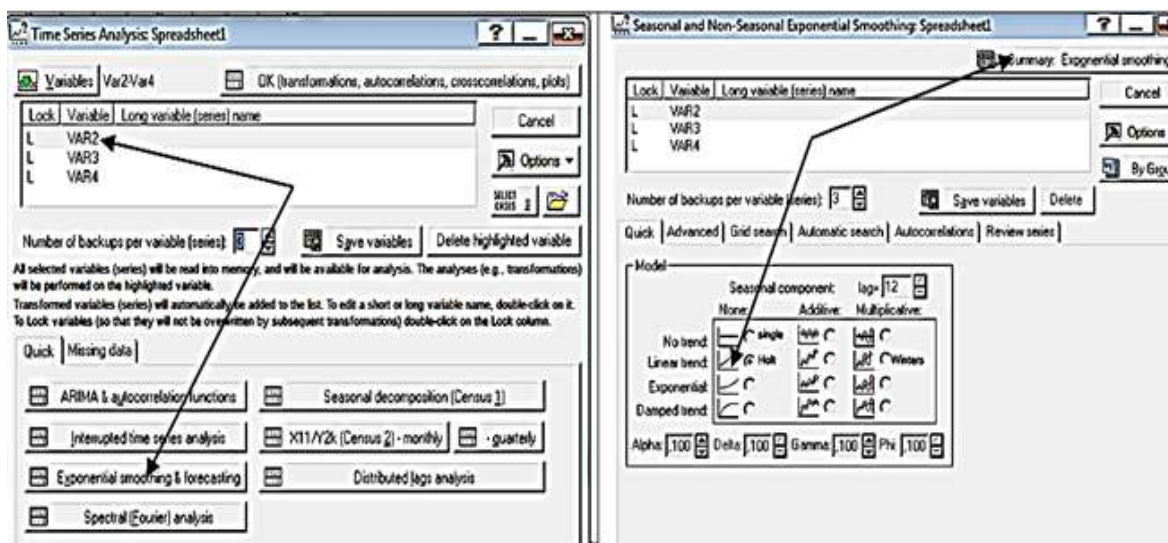 Time Series Analysis: Spreadsheet1
Variables Var2-Var4
OK (transformations, autocorrelations, crosscorrelations, plots)
Lock Variable Long variable (series) name
L VAR2
L VAR3
L VAR4
Cancel
Options
SELECT CASES
Number of backups per variable (series):
Save variables
Delete highlighted variable
All selected variables (series) will be read into memory, and will be available for analysis. The analyses (e.g., transformations)
will be performed on the highlighted variable.
Transformed variables (series) will automatically be added to the list. To edit a short or long variable name, double-click on it.
To Lock variables (so that they will not be overwritten by subsequent transformations) double-click on the Lock column.
Quick Missing data
ARIMA & autocorrelation functions
Seasonal decomposition (Census 1)
Interrupted time series analysis
X11/Y2k (Census 2) - monthly
- quarterly
Exponential smoothing & forecasting
Distributed lags analysis
Spectral (Fourier) analysis
Seasonal and Non-Seasonal Exponential Smoothing: Spreadsheet1
Summary: Exponential smoothing
Lock Variable Long variable (series) name
L VAR2
L VAR3
L VAR4
Cancel
Options
By Grou
Number of backups per variable (series): 3
Save variables
Delete
Quick Advanced Grid search Automatic search Autocorrelations Review series
Model
Seasonal component: lag= 12
None: Additive: Multiplicative:
No trend: single
Linear trend: Holt Winters
Exponential:
Damped trend:
Alpha: .100 Delta: .100 Gamma: .100 Phi: .100